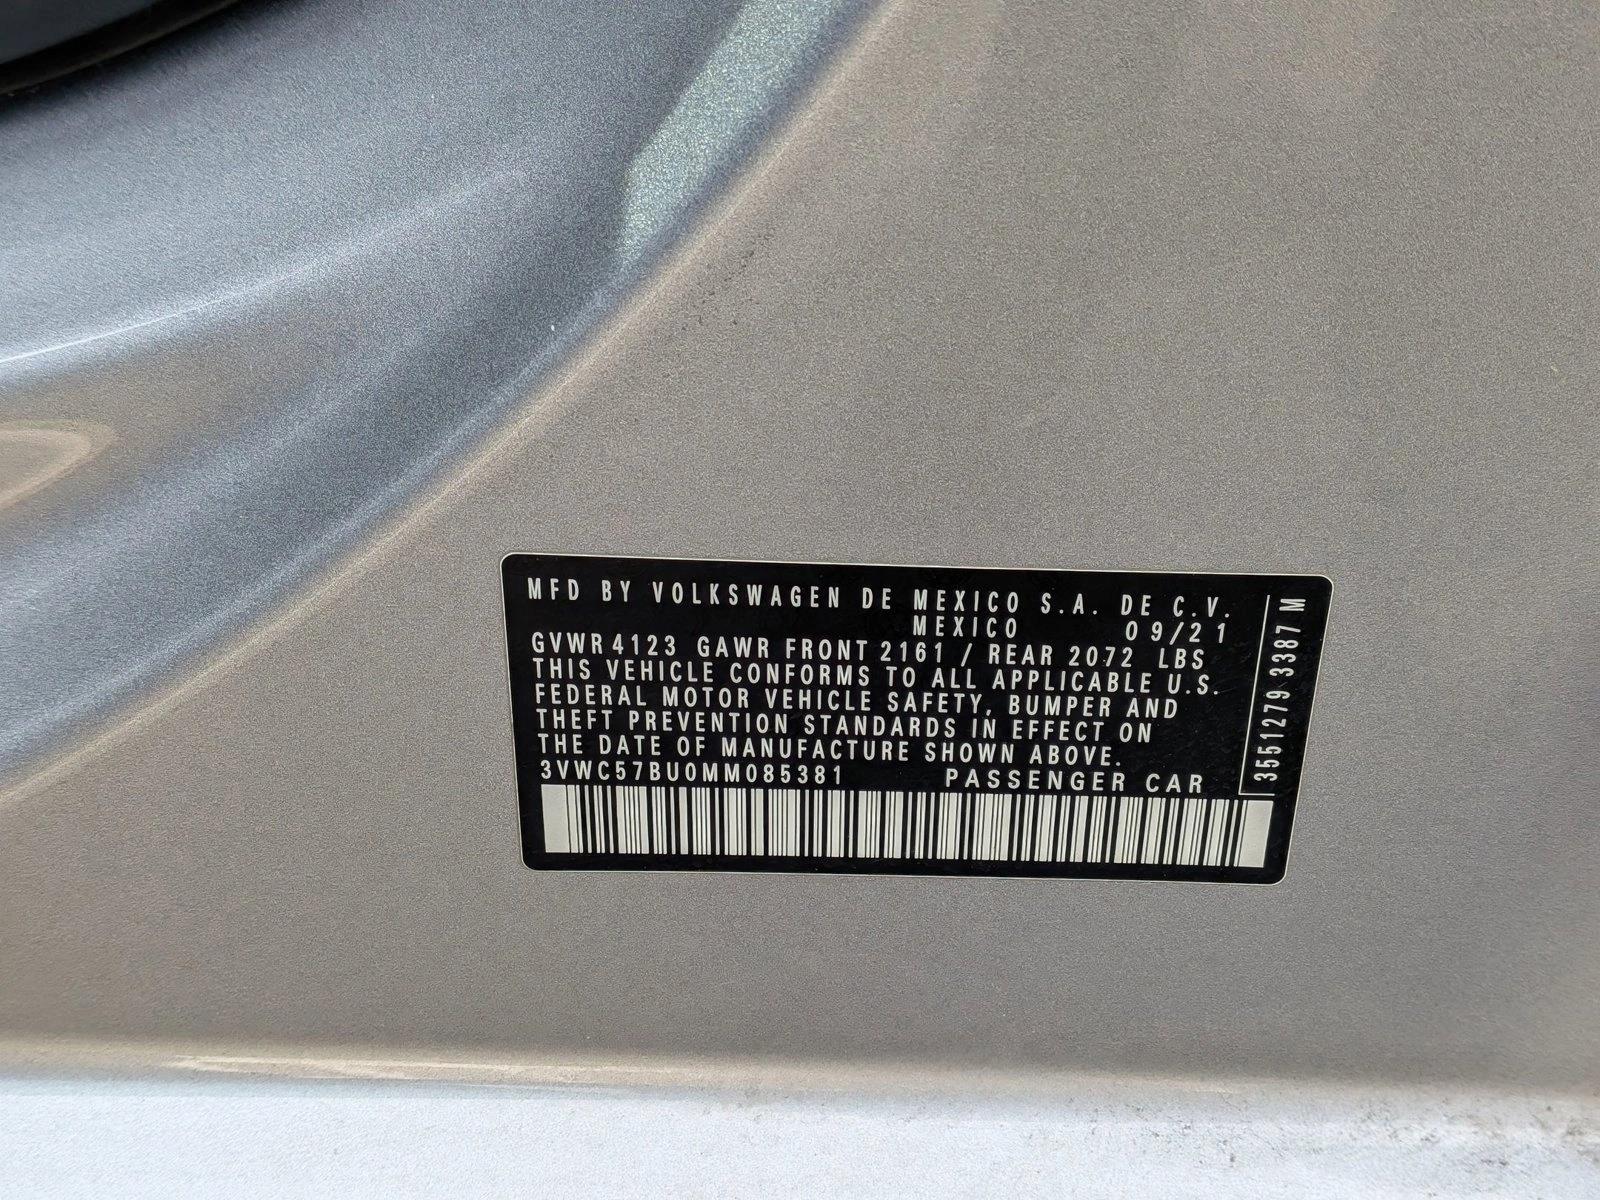 MFD BY VOLKSWAGEN DE MEXICO S.A. DE C.V.
MEXICO 09/21
GVWR 4123 GAWR FRONT 2161 / REAR 2072 LBS
THIS VEHICLE CONFORMS TO ALL APPLICABLE U.S.
FEDERAL MOTOR VEHICLE SAFETY, BUMPER AND
THEFT PREVENTION STANDARDS IN EFFECT ON
THE DATE OF MANUFACTURE SHOWN ABOVE.
3VWC57BU0MM085381 PASSENGER CAR
3551279 3387 M